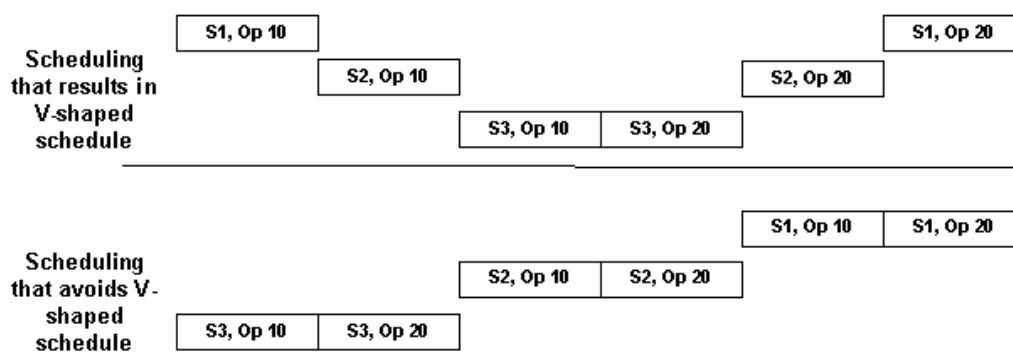 S1, Op 10
S1, Op 20
Scheduling
that results in
V-shaped
schedule
S2, Op 10
S2, Op 20
S3, Op 10
S3, Op 20
S1, Op 10
S1, Op 20
Scheduling
that avoids V-
shaped
schedule
S2, Op 10
S2, Op 20
S3, Op 10
S3, Op 20